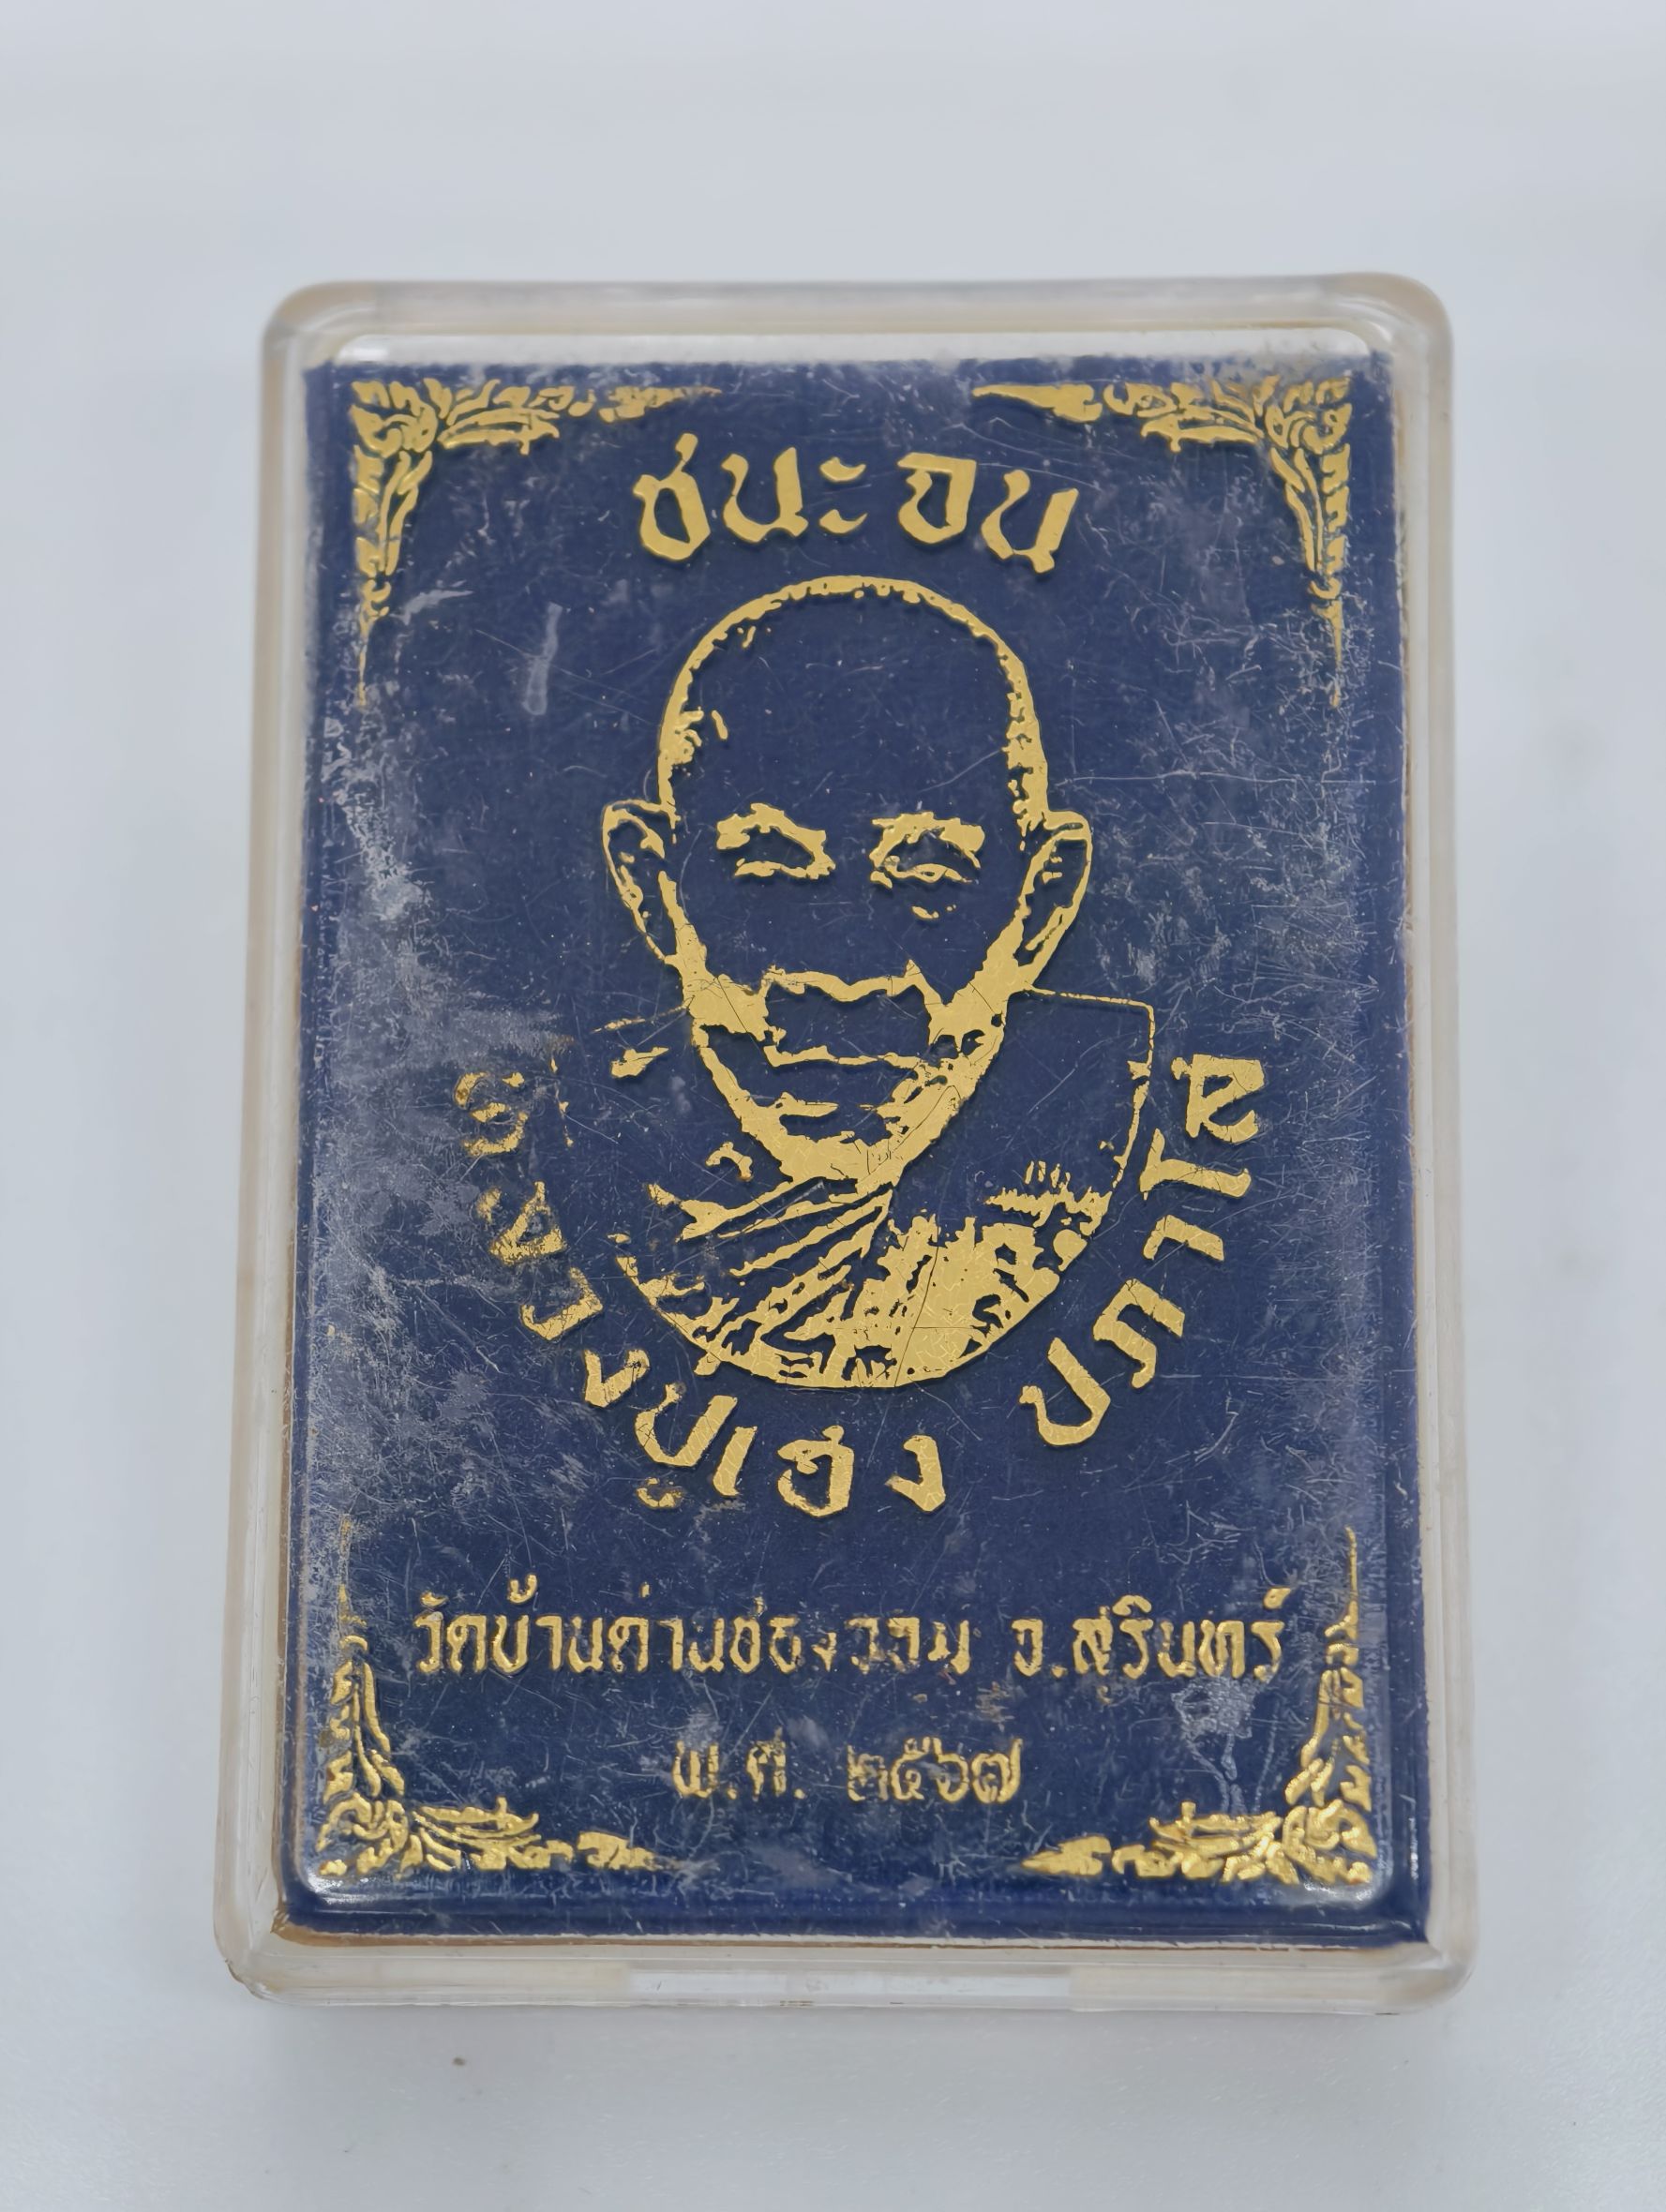 ชนะจน
หลวงปู่เฮง ปภาโส
วัดบ้านด่านช่องจอม จ.สุรินทร์
พ.ศ. ๒๕๖๗